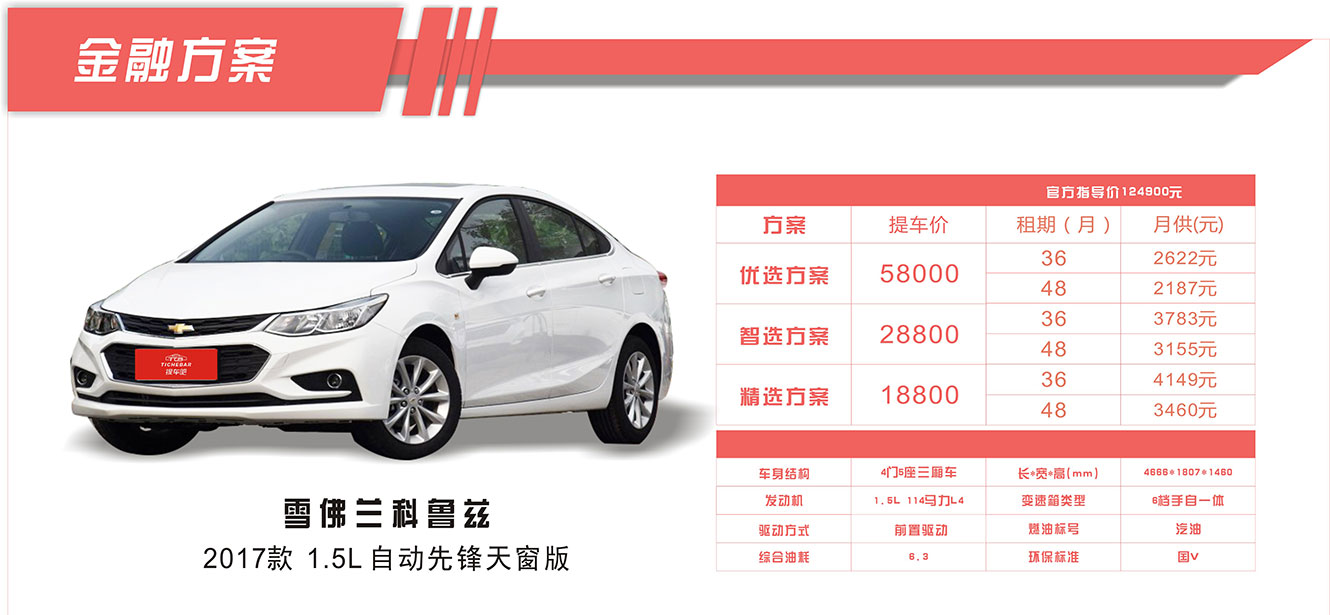 金融方案
官方指导价124900元
方案 提车价 租期（月） 月供(元)
优选方案 58000 36 2622元
48 2187元
智选方案 28800 36 3783元
48 3155元
精选方案 18800 36 4149元
48 3460元
车身结构 4门5座三厢车 长*宽*高(mm) 4666*1807*1460
发动机 1.5L 114马力L4 变速箱类型 6档手自一体
驱动方式 前置驱动 燃油标号 汽油
综合油耗 6.3 环保标准 国V
TCB
TICHEBAR
提车吧
雪佛兰科鲁兹
2017款 1.5L 自动先锋天窗版